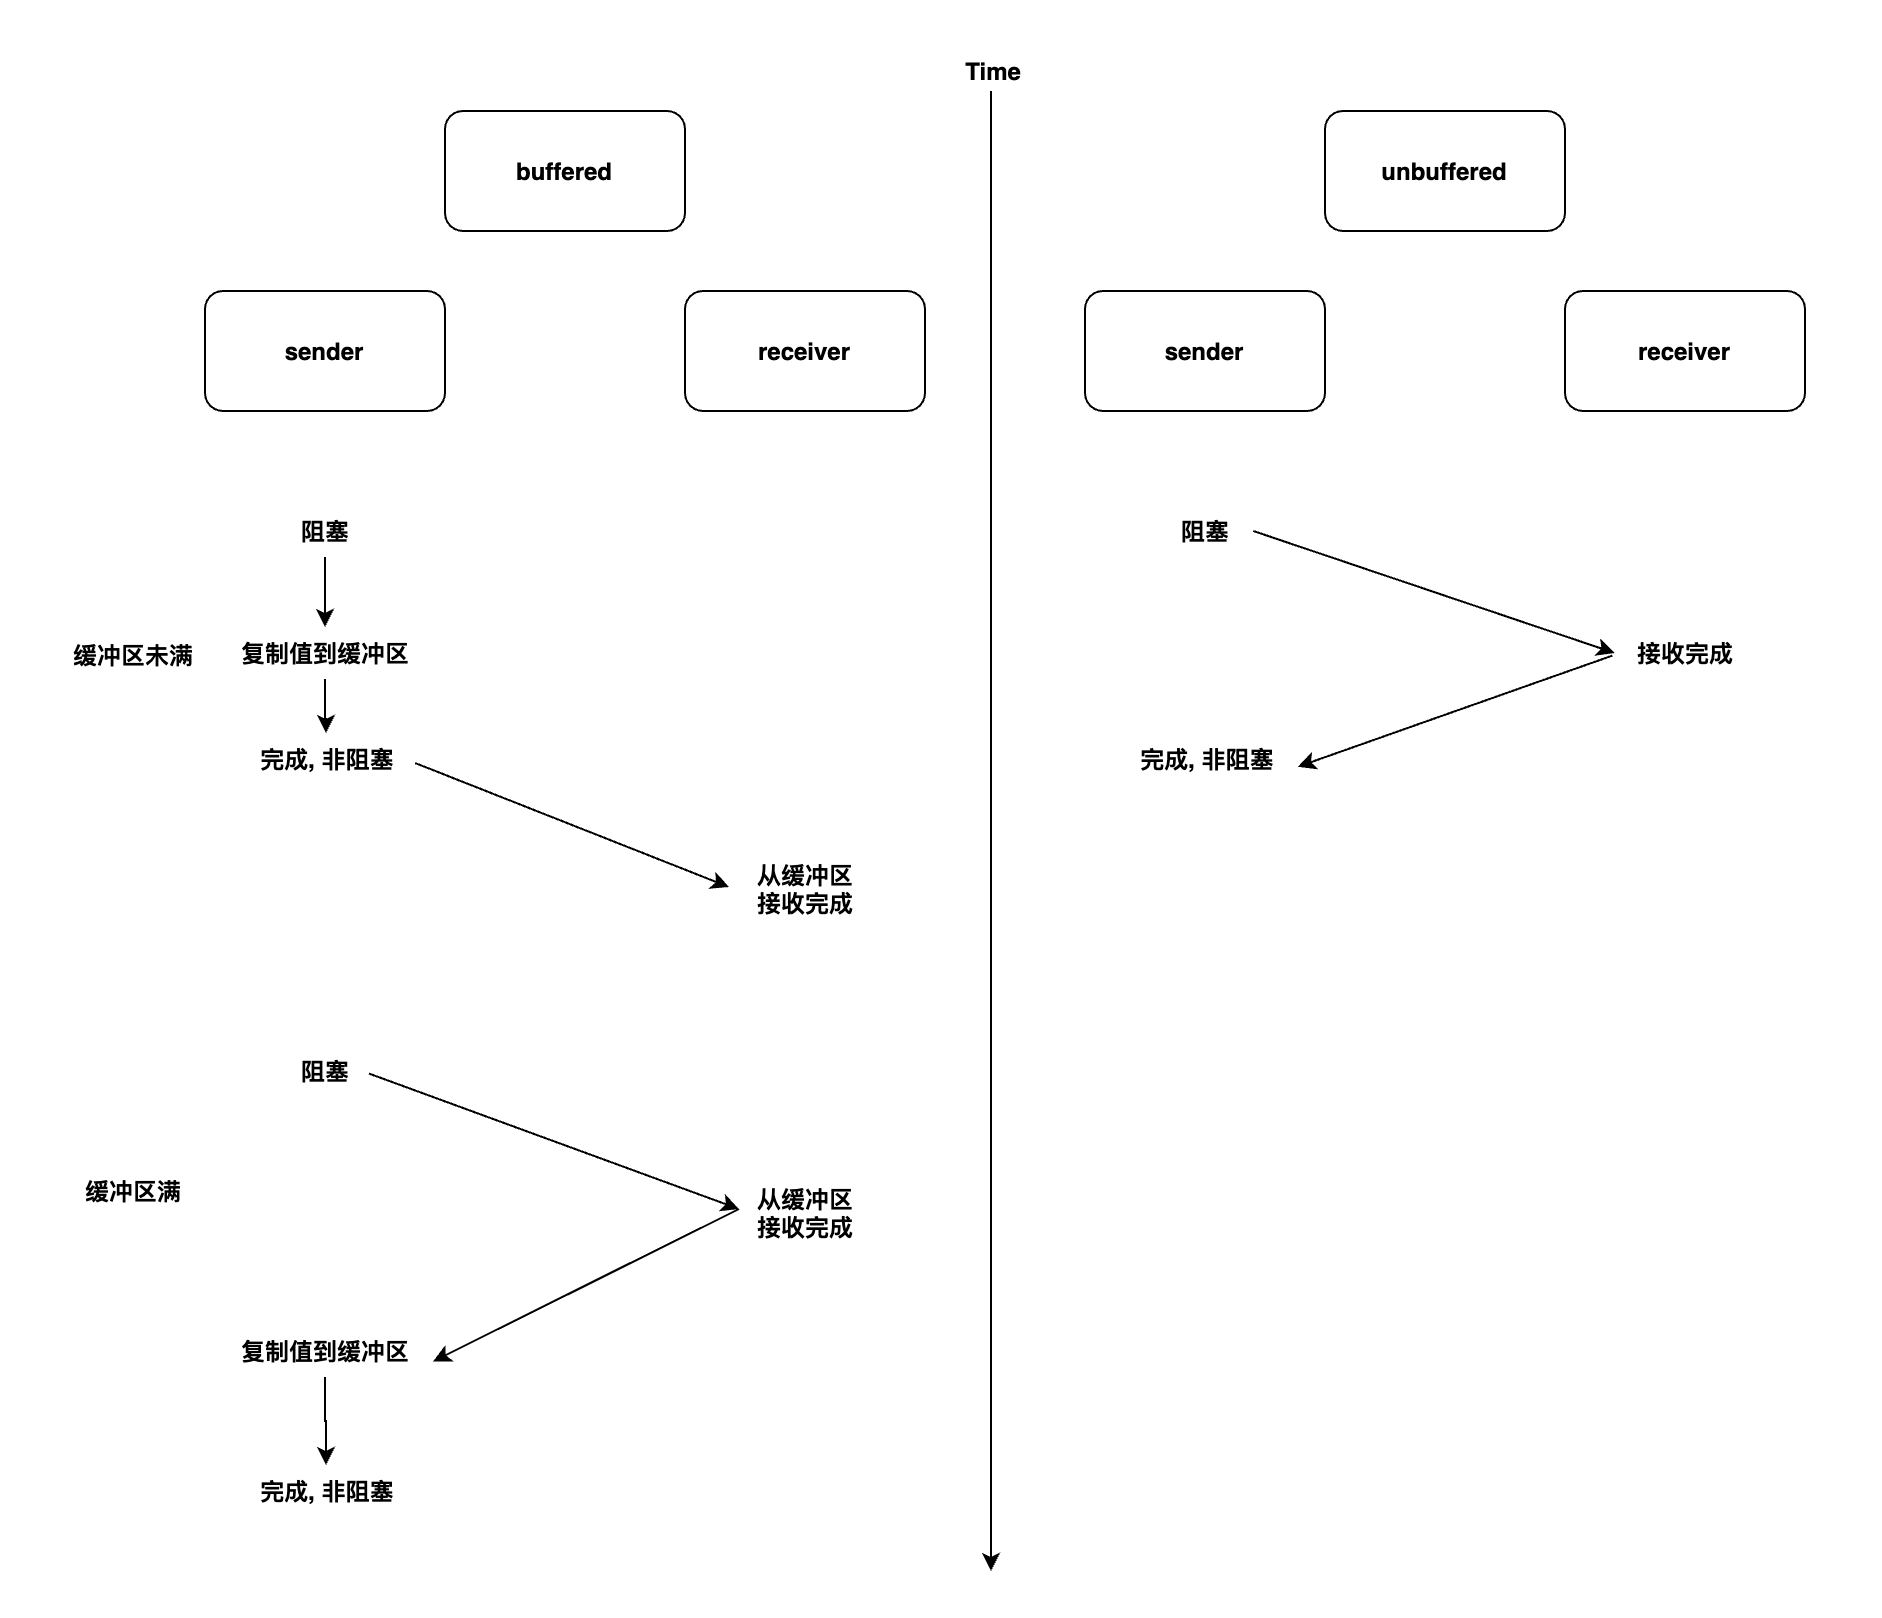 Time
buffered
unbuffered
sender
receiver
sender
receiver
阻塞
阻塞
缓冲区未满
复制值到缓冲区
接收完成
完成, 非阻塞
完成, 非阻塞
从缓冲区
接收完成
阻塞
缓冲区满
从缓冲区
接收完成
复制值到缓冲区
完成, 非阻塞